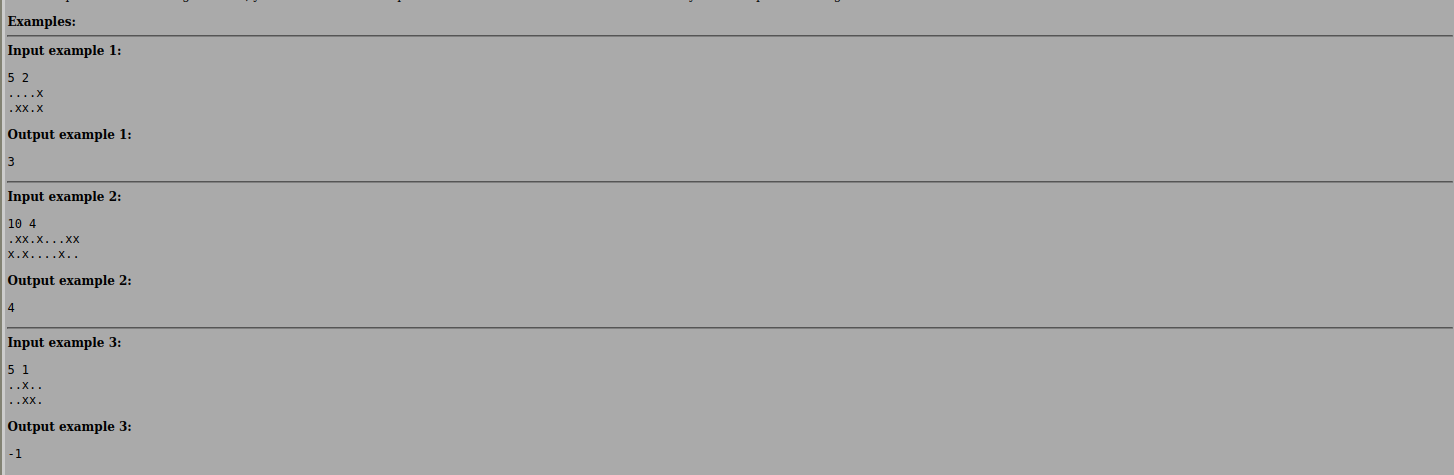 Examples:
Input example 1:
5 2
....x
.xx.x
Output example 1:
3
Input example 2:
10 4
.xx.x...xx
x.x....x..
Output example 2:
4
Input example 3:
5 1
..x..
..xx.
Output example 3:
-1